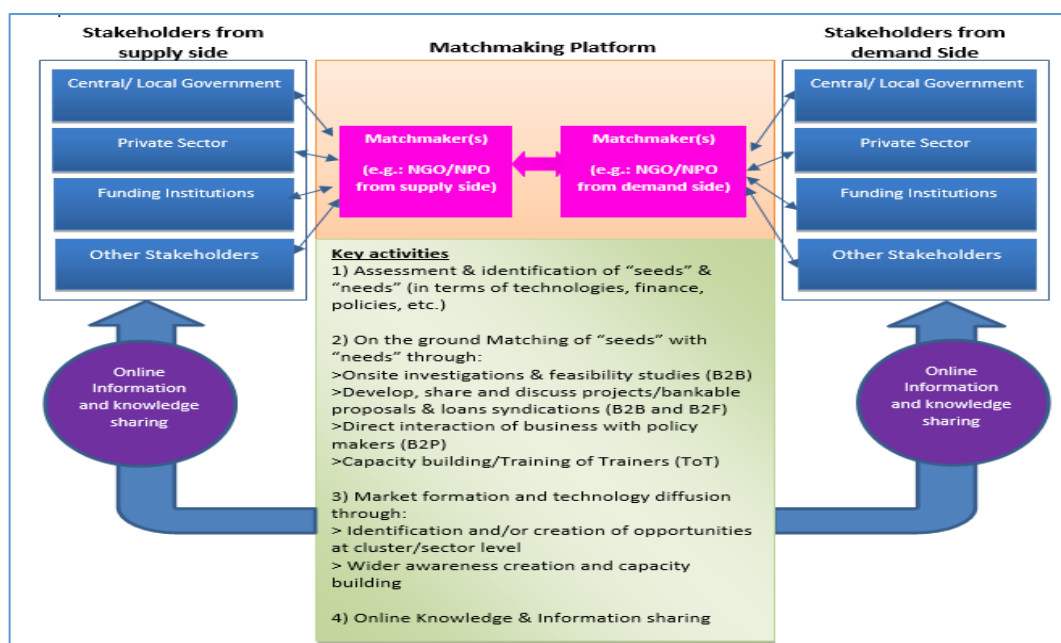 Stakeholders from
supply side
Central/ Local Government
Private Sector
Funding Institutions
Other Stakeholders
Online
Information
and knowledge
sharing
Matchmaking Platform
Matchmaker(s)
(e.g.: NGO/NPO
from supply side)
Matchmaker(s)
(e.g.: NGO/NPO
from demand side)
Key activities
1) Assessment & identification of “seeds” &
“needs” (in terms of technologies, finance,
policies, etc.)
2) On the ground Matching of “seeds” with
“needs” through:
>Onsite investigations & feasibility studies (B2B)
>Develop, share and discuss projects/bankable
proposals & loans syndications (B2B and B2F)
>Direct interaction of business with policy
makers (B2P)
>Capacity building/Training of Trainers (ToT)
3) Market formation and technology diffusion
through:
> Identification and/or creation of opportunities
at cluster/sector level
> Wider awareness creation and capacity
building
4) Online Knowledge & Information sharing
Stakeholders from
demand Side
Central/ Local Government
Private Sector
Funding Institutions
Other Stakeholders
Online
Information
and knowledge
sharing